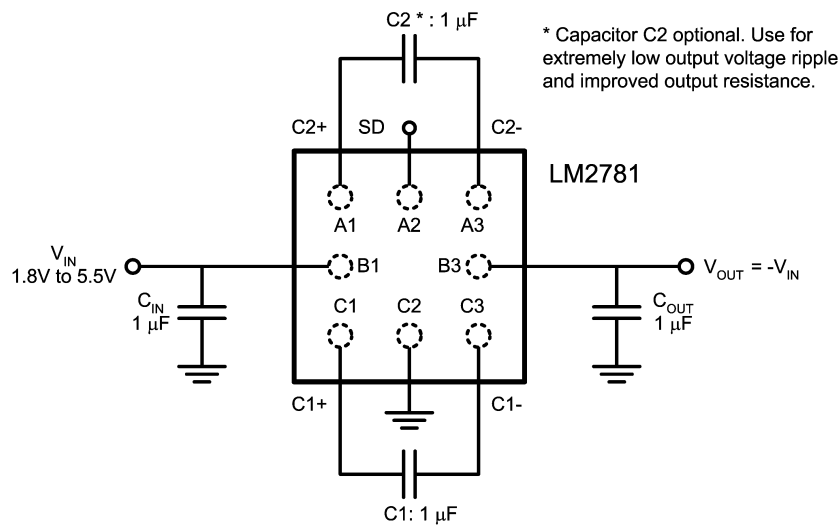 C2 * : 1 μF
* Capacitor C2 optional. Use for
extremely low output voltage ripple
and improved output resistance.
C2+
SD
C2-
LM2781
A1
A2
A3
V_IN
1.8V to 5.5V
B1
B3
V_OUT = -V_IN
C_IN
1 μF
C1
C2
C3
C_OUT
1 μF
C1+
C1-
C1: 1 μF